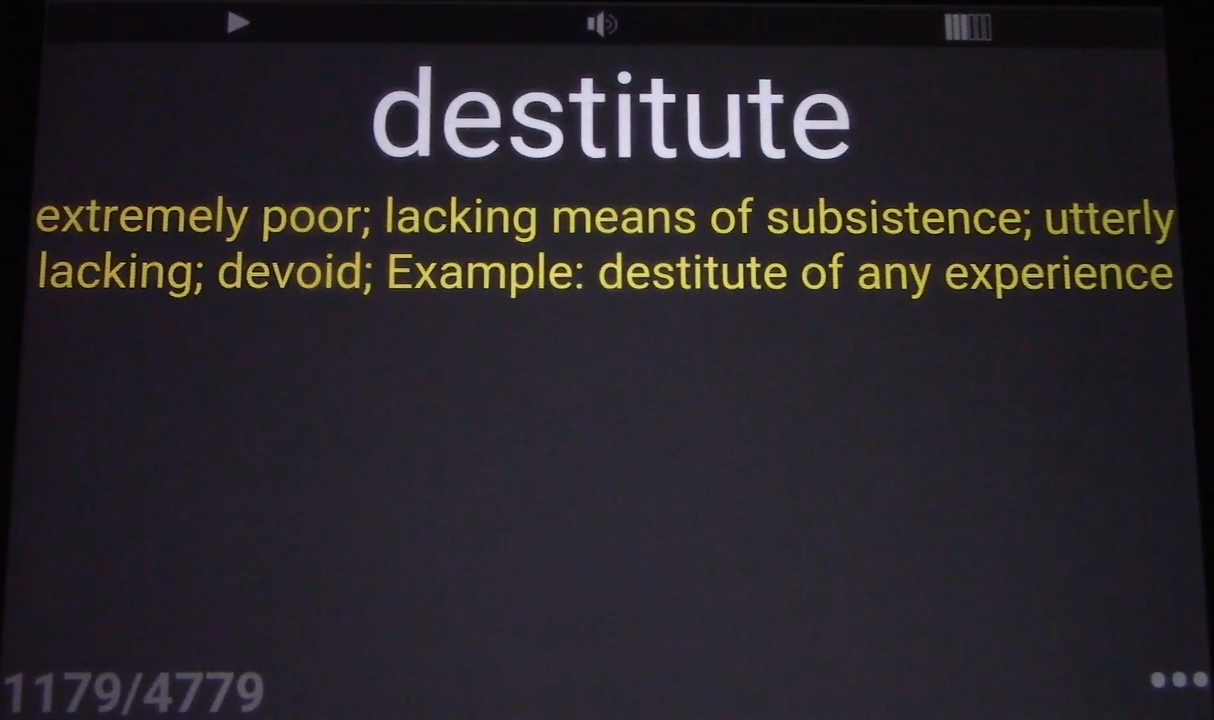 destitute
extremely poor; lacking means of subsistence; utterly
lacking; devoid; Example: destitute of any experience
1179/4779